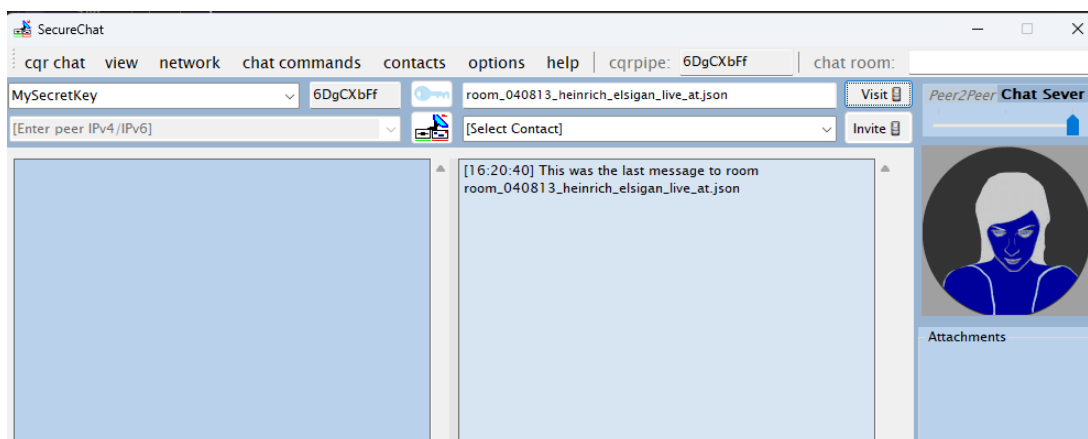 SecureChat
cqr chat view network chat commands contacts options help cqrpipe: 6DgCXbFf chat room:
MySecretKey 6DgCXbFf room_040813_heinrich_elsigan_live_at.json Visit Peer2Peer Chat Sever
[Enter peer IPv4/IPv6] [Select Contact] Invite
[16:20:40] This was the last message to room
room_040813_heinrich_elsigan_live_at.json
Attachments